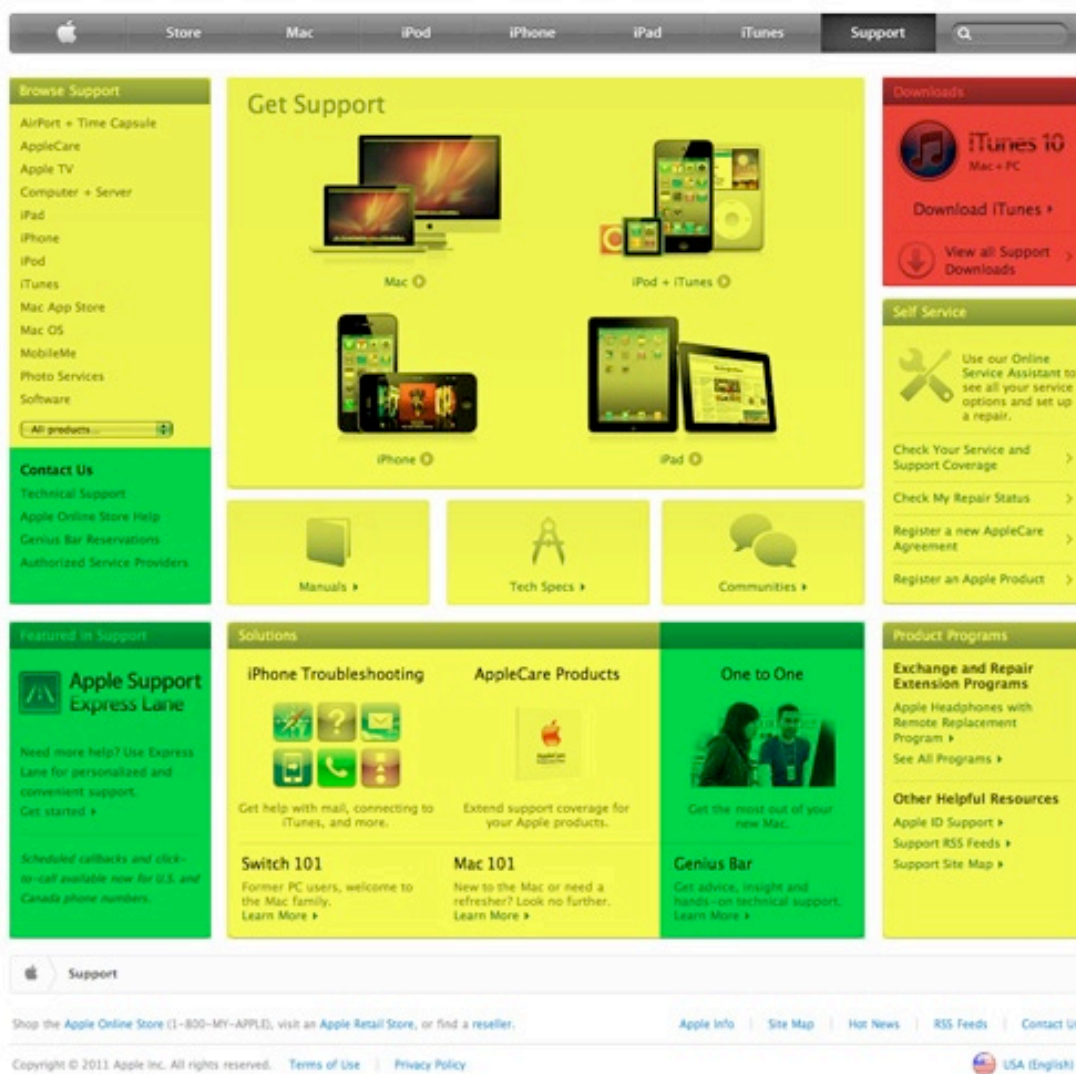 Store Mac iPod iPhone iPad iTunes Support
Browse Support
AirPort + Time Capsule
AppleCare
Apple TV
Computer + Server
iPad
iPhone
iPod
iTunes
Mac App Store
Mac OS
MobileMe
Photo Services
Software
All products...
Contact Us
Technical Support
Apple Online Store Help
Genius Bar Reservations
Authorized Service Providers
Get Support
Mac
iPod + iTunes
iPhone
iPad
Manuals
Tech Specs
Communities
Downloads
iTunes 10
Mac + PC
Download iTunes
View all Support
Downloads
Self Service
Use our Online
Service Assistant to
see all your service
options and set up
a repair.
Check Your Service and
Support Coverage
Check My Repair Status
Register a new AppleCare
Agreement
Register an Apple Product
Featured in Support
Apple Support
Express Lane
Need more help? Use Express
Lane for personalized and
convenient support.
Get started
Scheduled callbacks and click-
to-call available now for U.S. and
Canada phone numbers.
Solutions
iPhone Troubleshooting
Get help with mail, connecting to
iTunes, and more.
AppleCare Products
AppleCare
Extend support coverage for
your Apple products.
One to One
Get the most out of your
new Mac.
Switch 101
Former PC users, welcome to
the Mac family.
Learn More
Mac 101
New to the Mac or need a
refresher? Look no further.
Learn More
Genius Bar
Get advice, insight and
hands-on technical support.
Learn More
Product Programs
Exchange and Repair
Extension Programs
Apple Headphones with
Remote Replacement
Program
See All Programs
Other Helpful Resources
Apple ID Support
Support RSS Feeds
Support Site Map
Support
Shop the Apple Online Store (1-800-MY-APPLE), visit an Apple Retail Store, or find a reseller.
Apple Info Site Map Hot News RSS Feeds Contact Us
Copyright © 2011 Apple Inc. All rights reserved. Terms of Use Privacy Policy
USA (English)